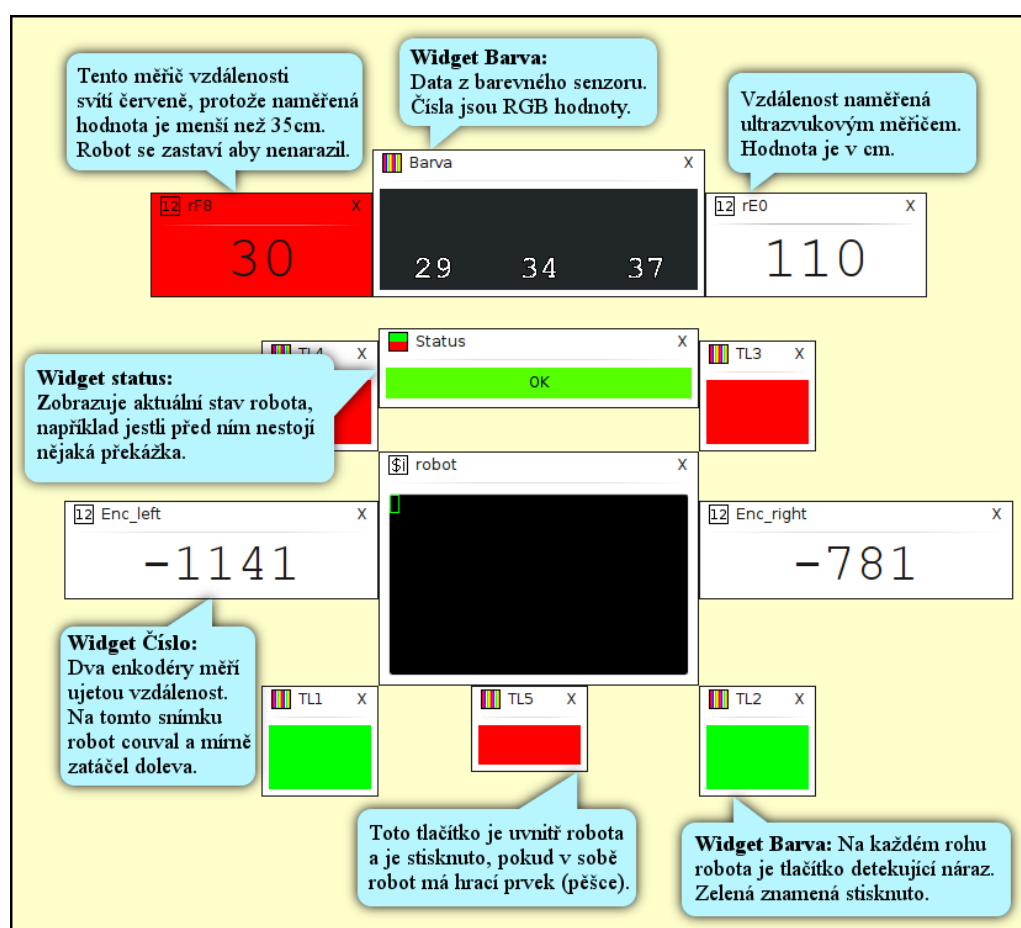 Tento měřič vzdálenosti
svítí červeně, protože naměřená
hodnota je menší než 35cm.
Robot se zastaví aby nenarazil.
Widget Barva:
Data z barevného senzoru.
Čísla jsou RGB hodnoty.
Vzdálenost naměřená
ultrazvukovým měřičem.
Hodnota je v cm.
12 rF8 X
30
Barva X
29 34 37
12 rE0 X
110
TL4 X
Status X
OK
TL3 X
Widget status:
Zobrazuje aktuální stav robota,
například jestli před ním nestojí
nějaká překážka.
$i robot X
12 Enc_left X
-1141
12 Enc_right X
-781
Widget Číslo:
Dva enkodéry měří
ujetou vzdálenost.
Na tomto snímku
robot couval a mírně
zatáčel doleva.
TL1 X
TL5 X
TL2 X
Toto tlačítko je uvnitř robota
a je stisknuto, pokud v sobě
robot má hrací prvek (pěšce).
Widget Barva: Na každém rohu
robota je tlačítko detekující náraz.
Zelená znamená stisknuto.